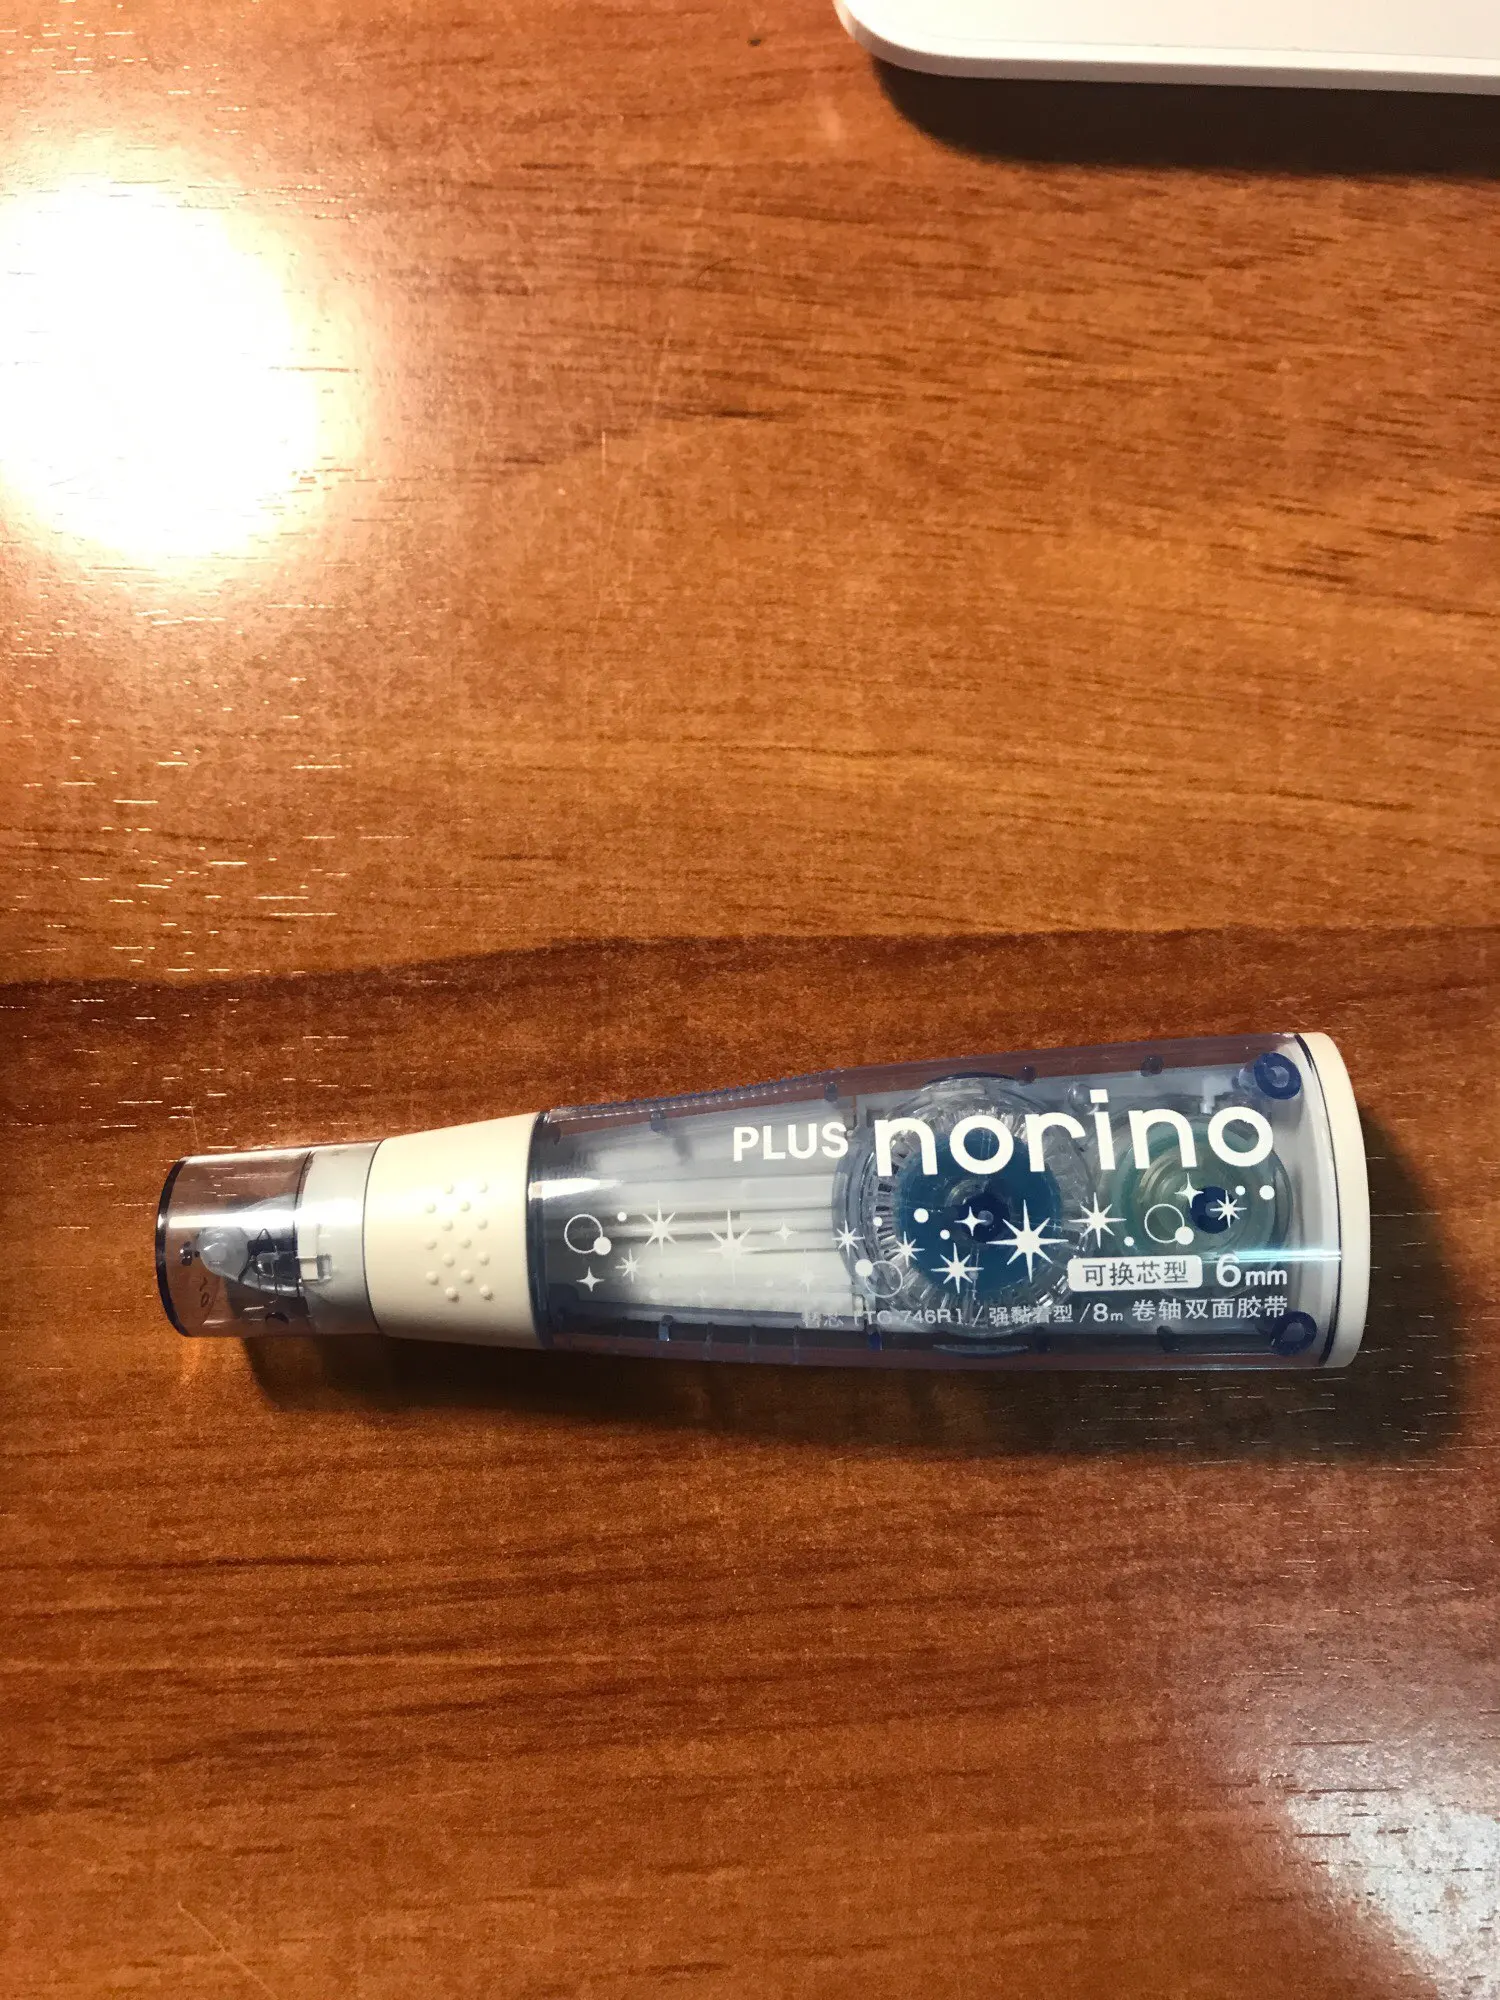 PLUS norino
可换芯型 6mm
替芯 [TG-746R] / 强黏着型 / 8m 卷轴双面胶带